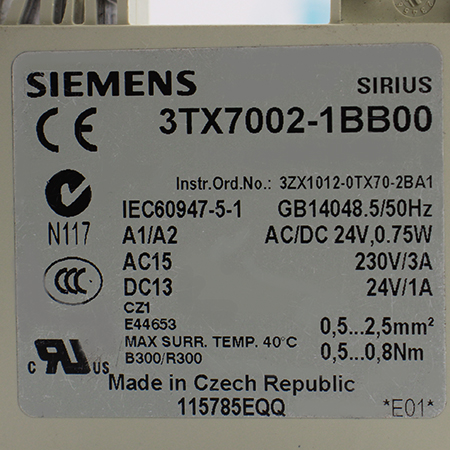 SIEMENS SIRIUS
CE 3TX7002-1BB00
Instr.Ord.No.: 3ZX1012-0TX70-2BA1
N117 IEC60947-5-1 GB14048.5/50Hz
A1/A2 AC/DC 24V,0.75W
CCC AC15 230V/3A
DC13 24V/1A
CZ1
E44653 0,5...2,5mm²
MAX SURR. TEMP. 40°C
c RU US B300/R300 0,5...0,8Nm
Made in Czech Republic
115785EQQ *E01*